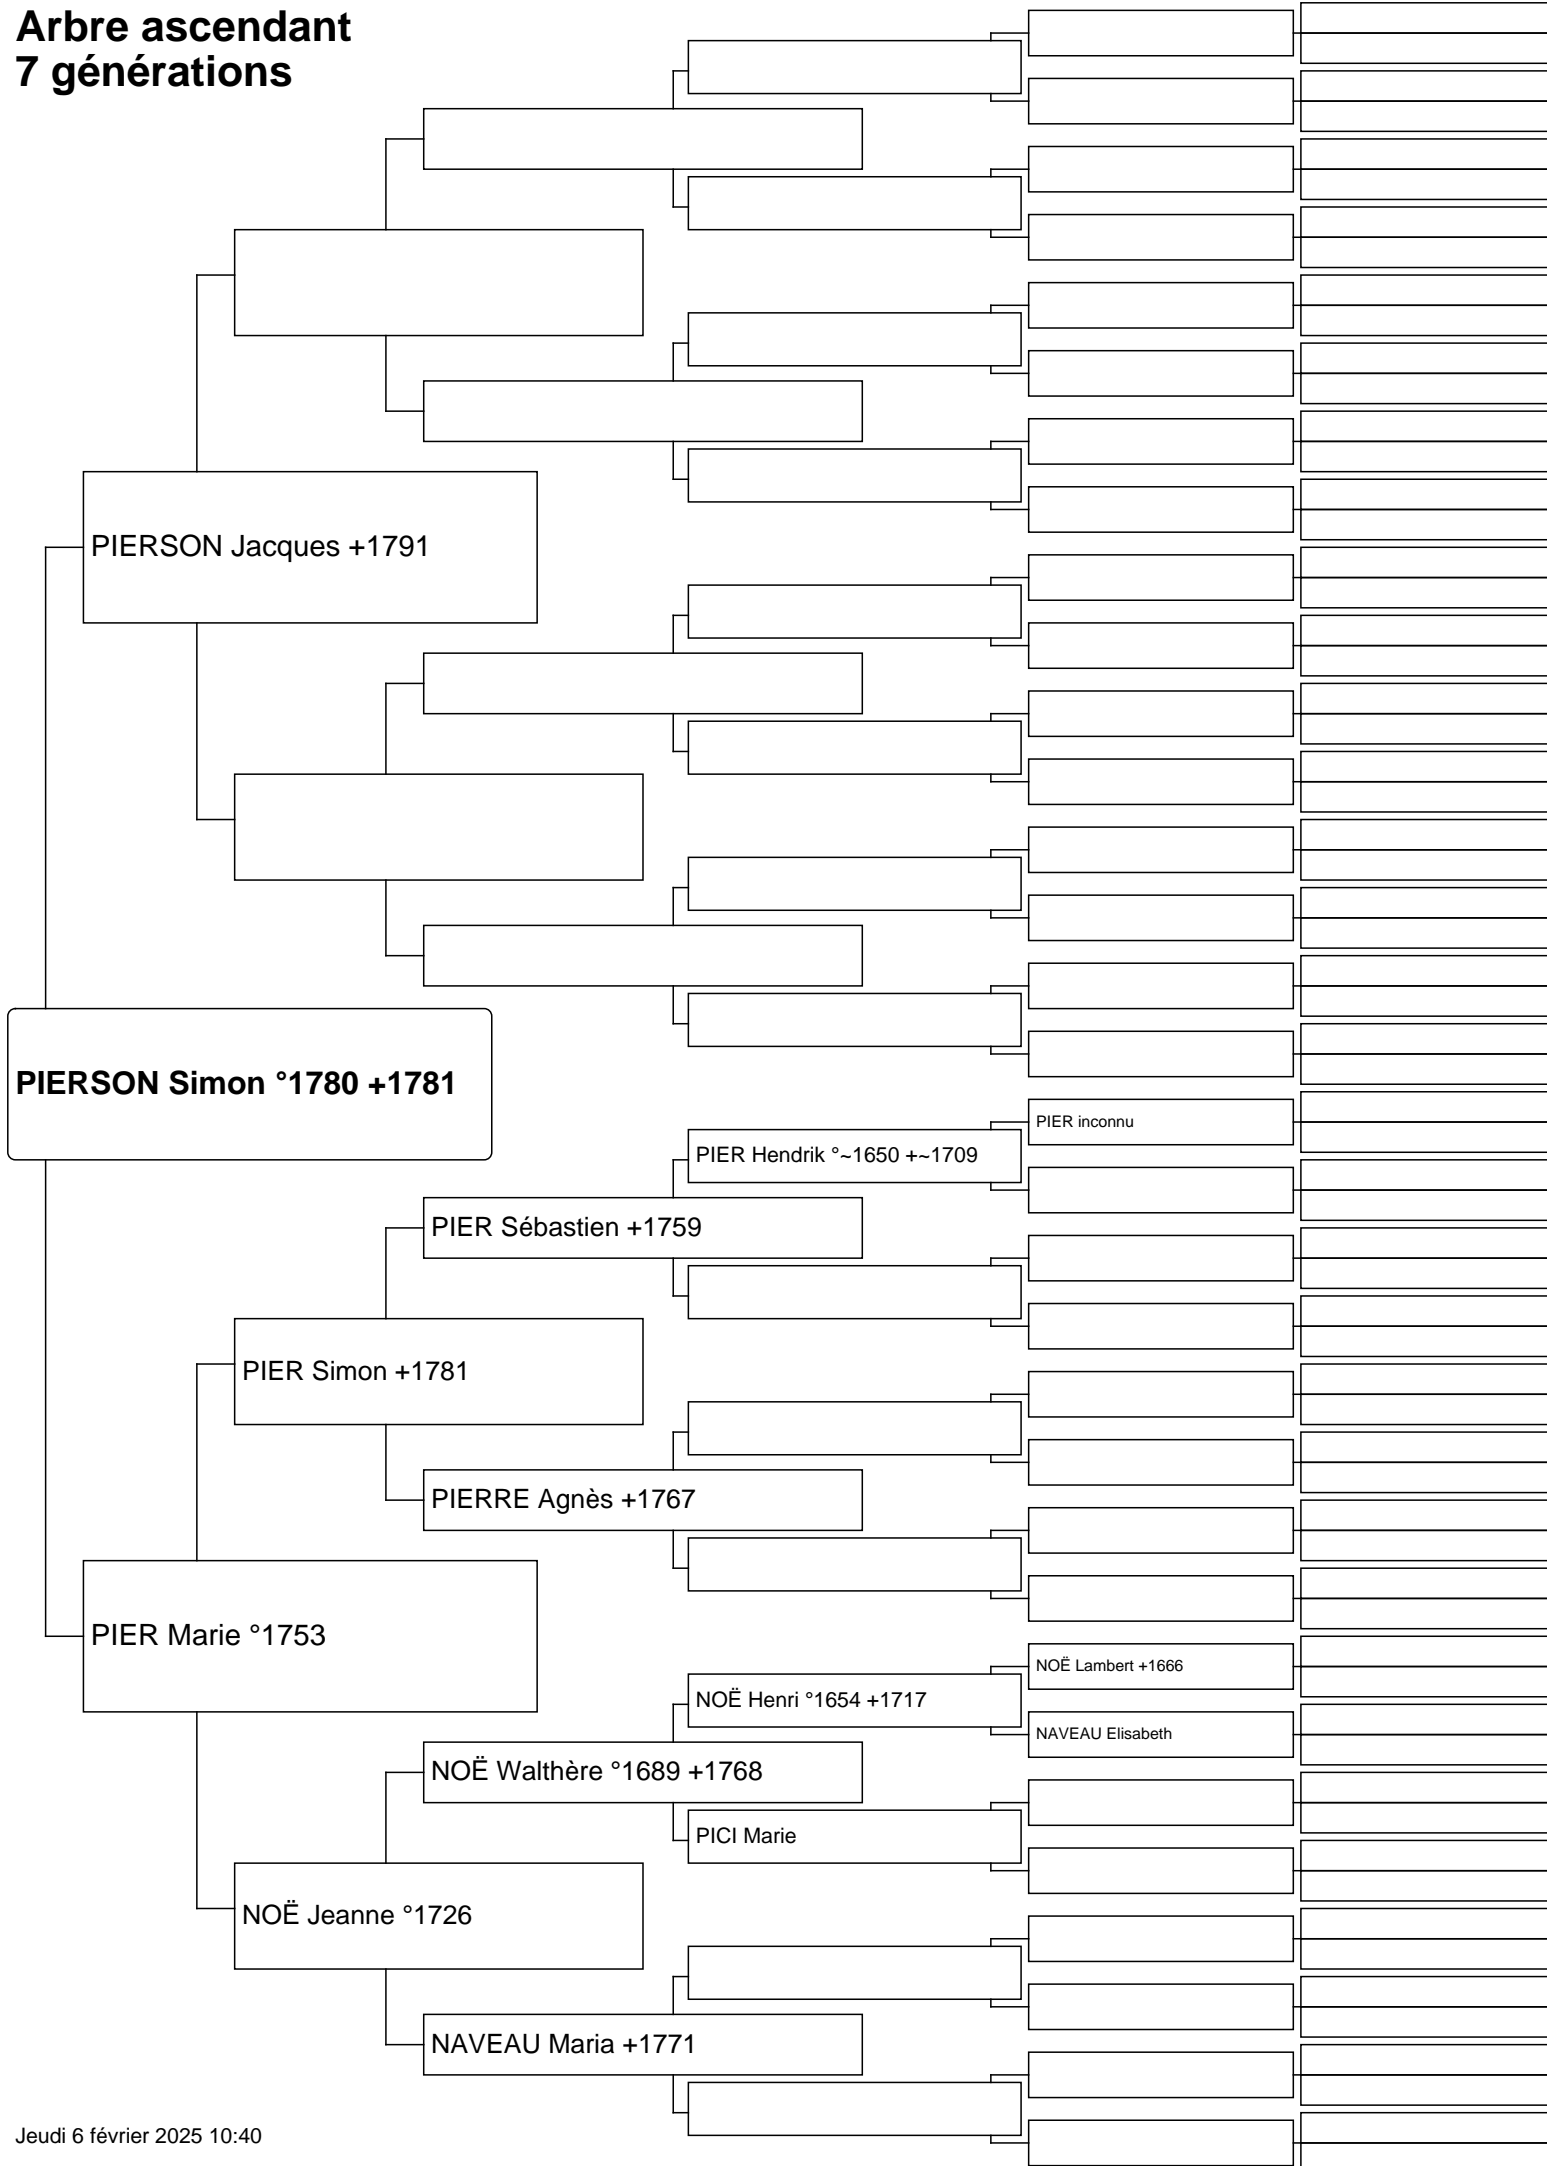 Arbre ascendant
7 générations
PIERSON Jacques +1791
PIERSON Simon °1780 +1781
PIER inconnu
PIER Hendrik °~1650 +~1709
PIER Sébastien +1759
PIER Simon +1781
PIERRE Agnès +1767
PIER Marie °1753
NOË Lambert +1666
NOË Henri °1654 +1717
NAVEAU Elisabeth
NOË Walthère °1689 +1768
PICI Marie
NOË Jeanne °1726
NAVEAU Maria +1771
Jeudi 6 février 2025 10:40